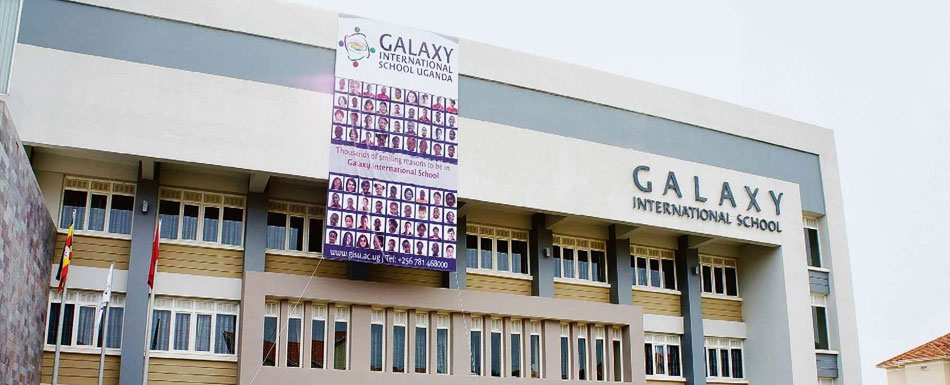 GALAXY
INTERNATIONAL
SCHOOL UGANDA
Thousands of smiling reasons to be in
Galaxy International School
www.gisu.ac.ug | Tel: +256 781 468000
GALAXY
INTERNATIONAL SCHOOL